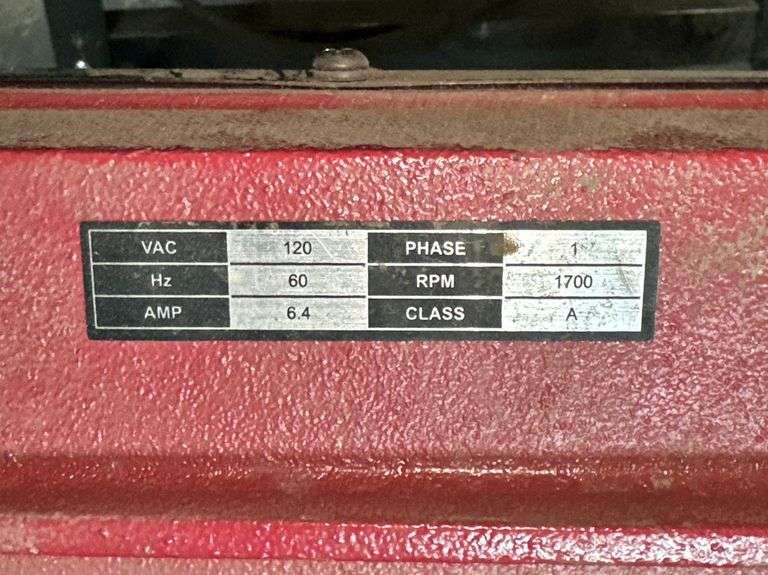 VAC 120 PHASE 1
Hz 60 RPM 1700
AMP 6.4 CLASS A